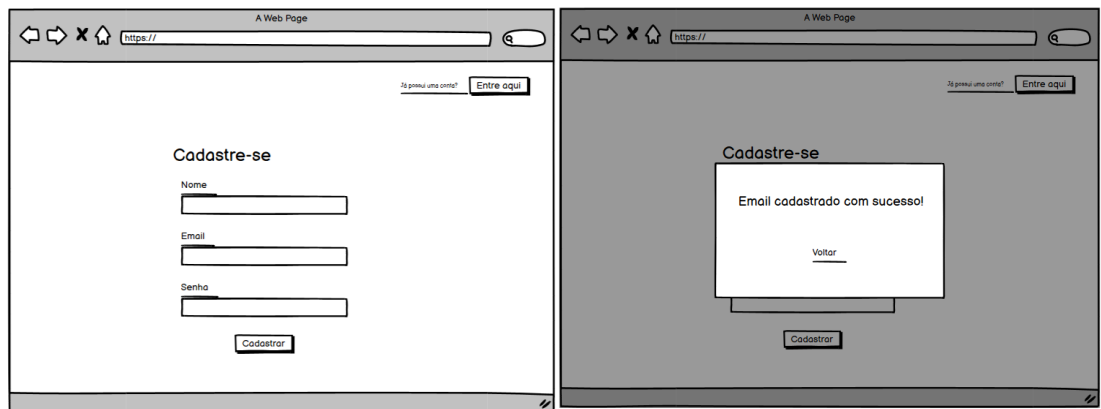 A Web Page
https://
Já possui uma conta?
Entre aqui
Cadastre-se
Nome
Email
Senha
Cadastrar
A Web Page
https://
Já possui uma conta?
Entre aqui
Cadastre-se
Email cadastrado com sucesso!
Voltar
Cadastrar